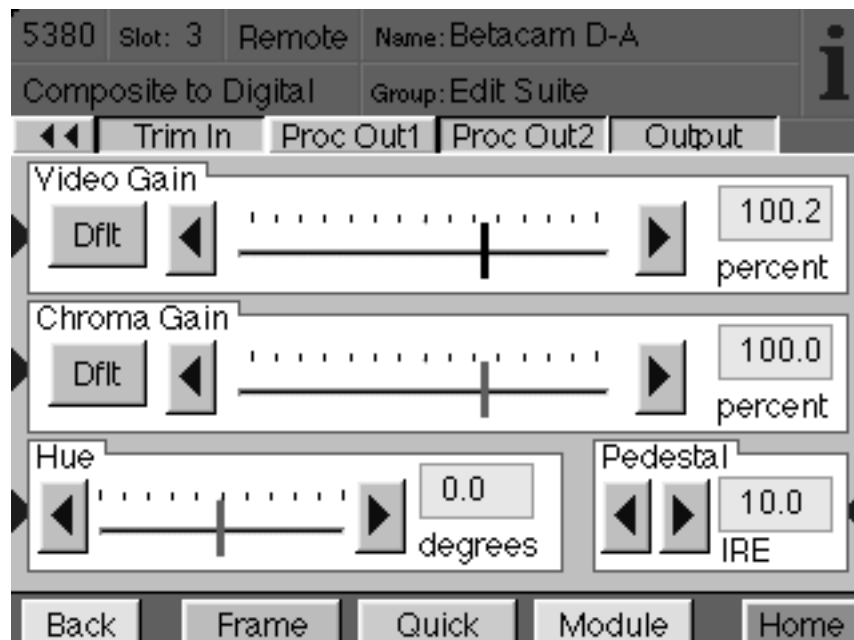 5380 Slot: 3 Remote Name: Betacam D-A
Composite to Digital Group: Edit Suite
i
Trim In Proc Out1 Proc Out2 Output
Video Gain
Dflt 100.2
percent
Chroma Gain
Dflt 100.0
percent
Hue
0.0
degrees
Pedestal
10.0
IRE
Back Frame Quick Module Home